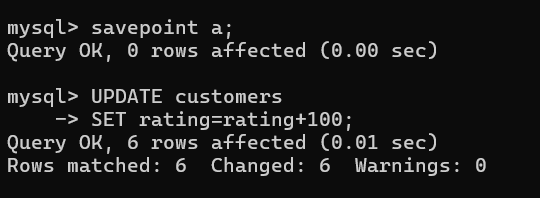 mysql> savepoint a;
Query OK, 0 rows affected (0.00 sec)
mysql> UPDATE customers
    -> SET rating=rating+100;
Query OK, 6 rows affected (0.01 sec)
Rows matched: 6  Changed: 6  Warnings: 0